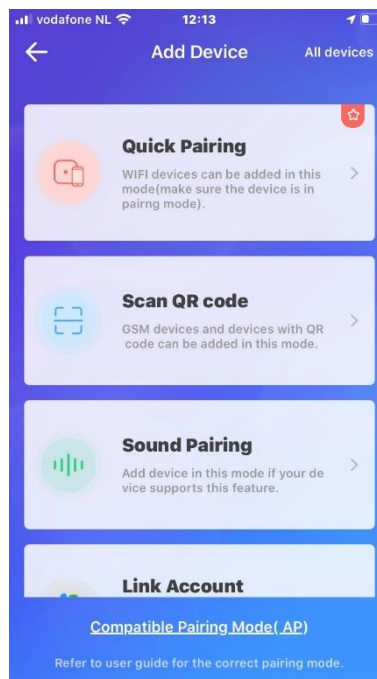 vodafone NL 12:13
Add Device All devices
Quick Pairing
WIFI devices can be added in this
mode(make sure the device is in
pairng mode).
Scan QR code
GSM devices and devices with QR
code can be added in this mode.
Sound Pairing
Add device in this mode if your de
vice supports this feature.
Link Account
Compatible Pairing Mode( AP)
Refer to user guide for the correct pairing mode.